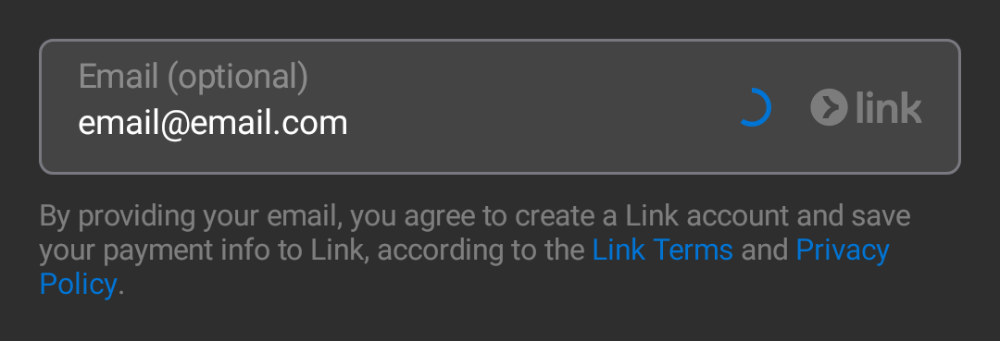 Email (optional)
email@email.com
link
By providing your email, you agree to create a Link account and save
your payment info to Link, according to the Link Terms and Privacy
Policy.